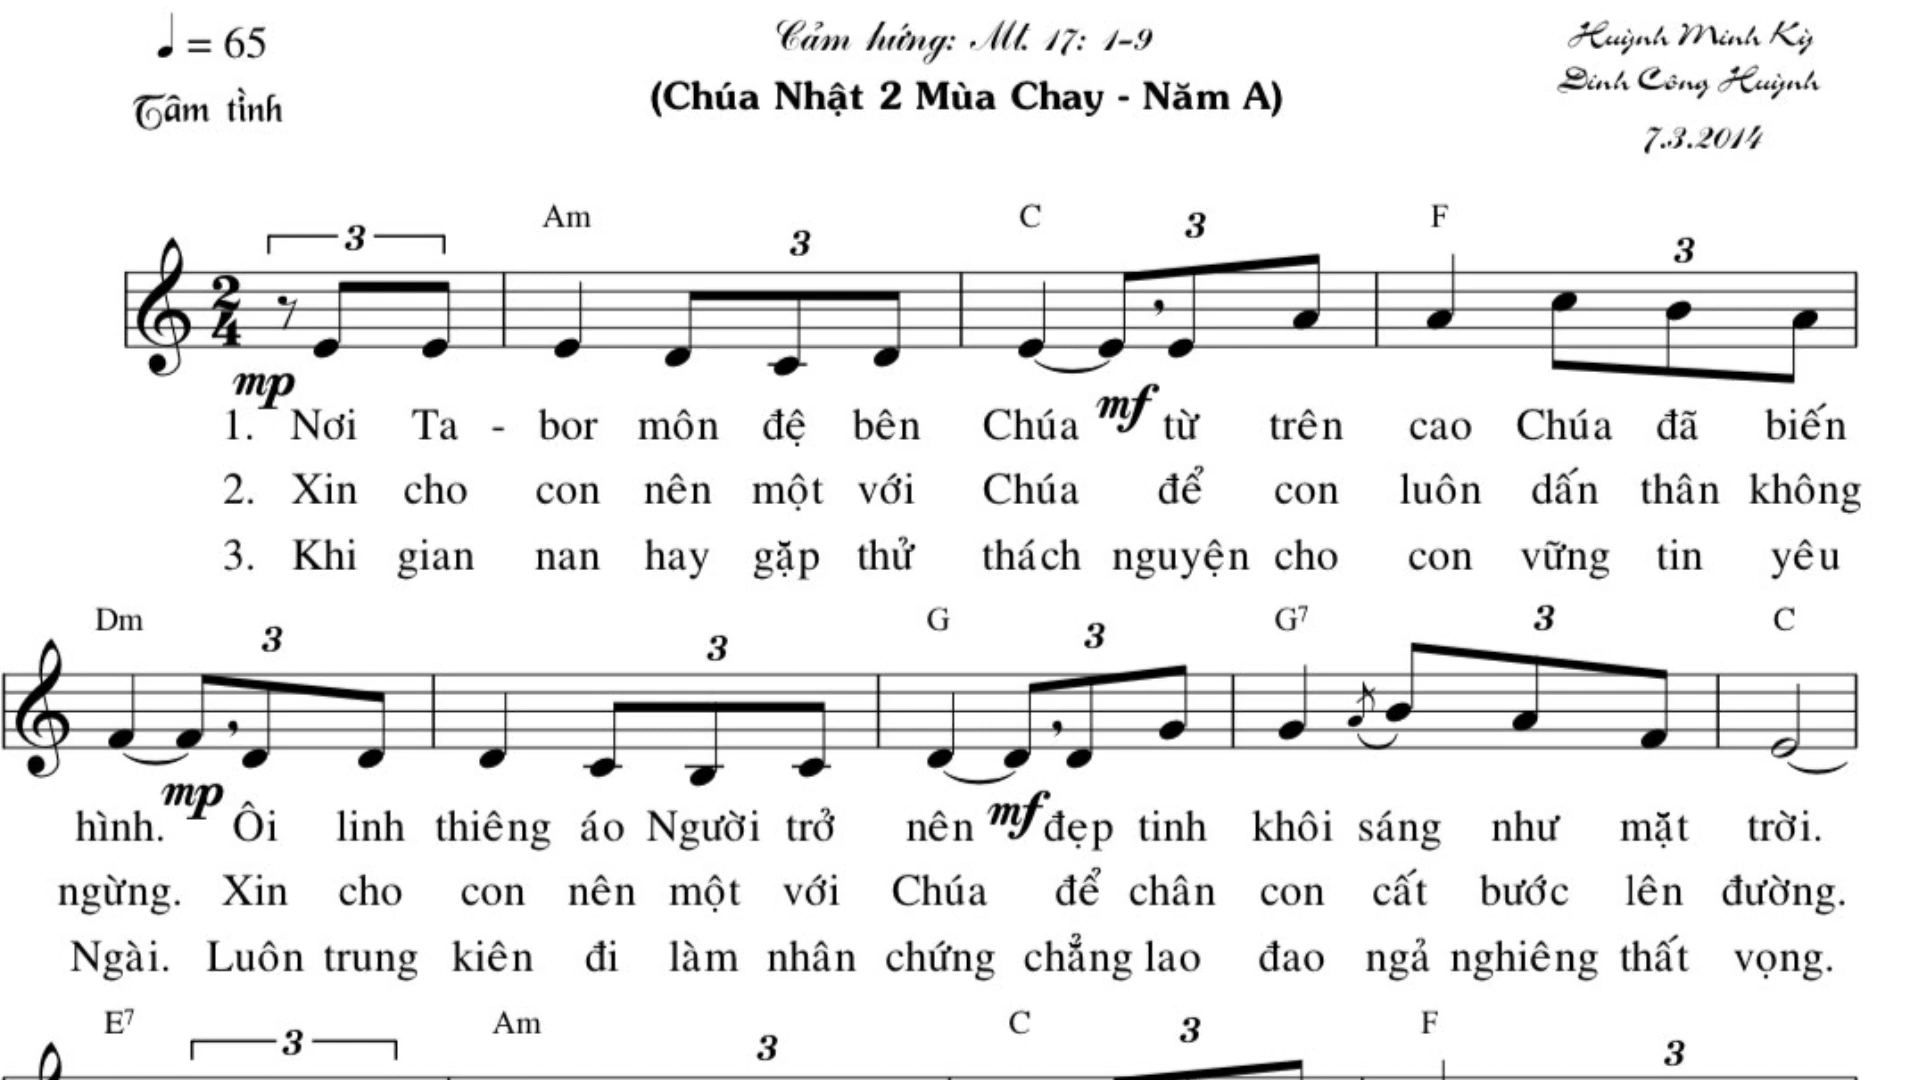 ♩ = 65
Tâm tình
Cảm hứng: Mt. 17: 1-9
(Chúa Nhật 2 Mùa Chay - Năm A)
Huỳnh Minh Kỳ
Đinh Công Huỳnh
7.3.2014
3 Am 3 C 3 F 3
2
4
mp mf
1. Nơi Ta - bor môn đệ bên Chúa từ trên cao Chúa đã biến
2. Xin cho con nên một với Chúa để con luôn dấn thân không
3. Khi gian nan hay gặp thử thách nguyện cho con vững tin yêu
Dm 3 3 G 3 G7 3 C
mp mf
hình. Ôi linh thiêng áo Người trở nên đẹp tinh khôi sáng như mặt trời.
ngừng. Xin cho con nên một với Chúa để chân con cất bước lên đường.
Ngài. Luôn trung kiên đi làm nhân chứng chẳng lao đao ngả nghiêng thất vọng.
E7 3 Am 3 C 3 F 3